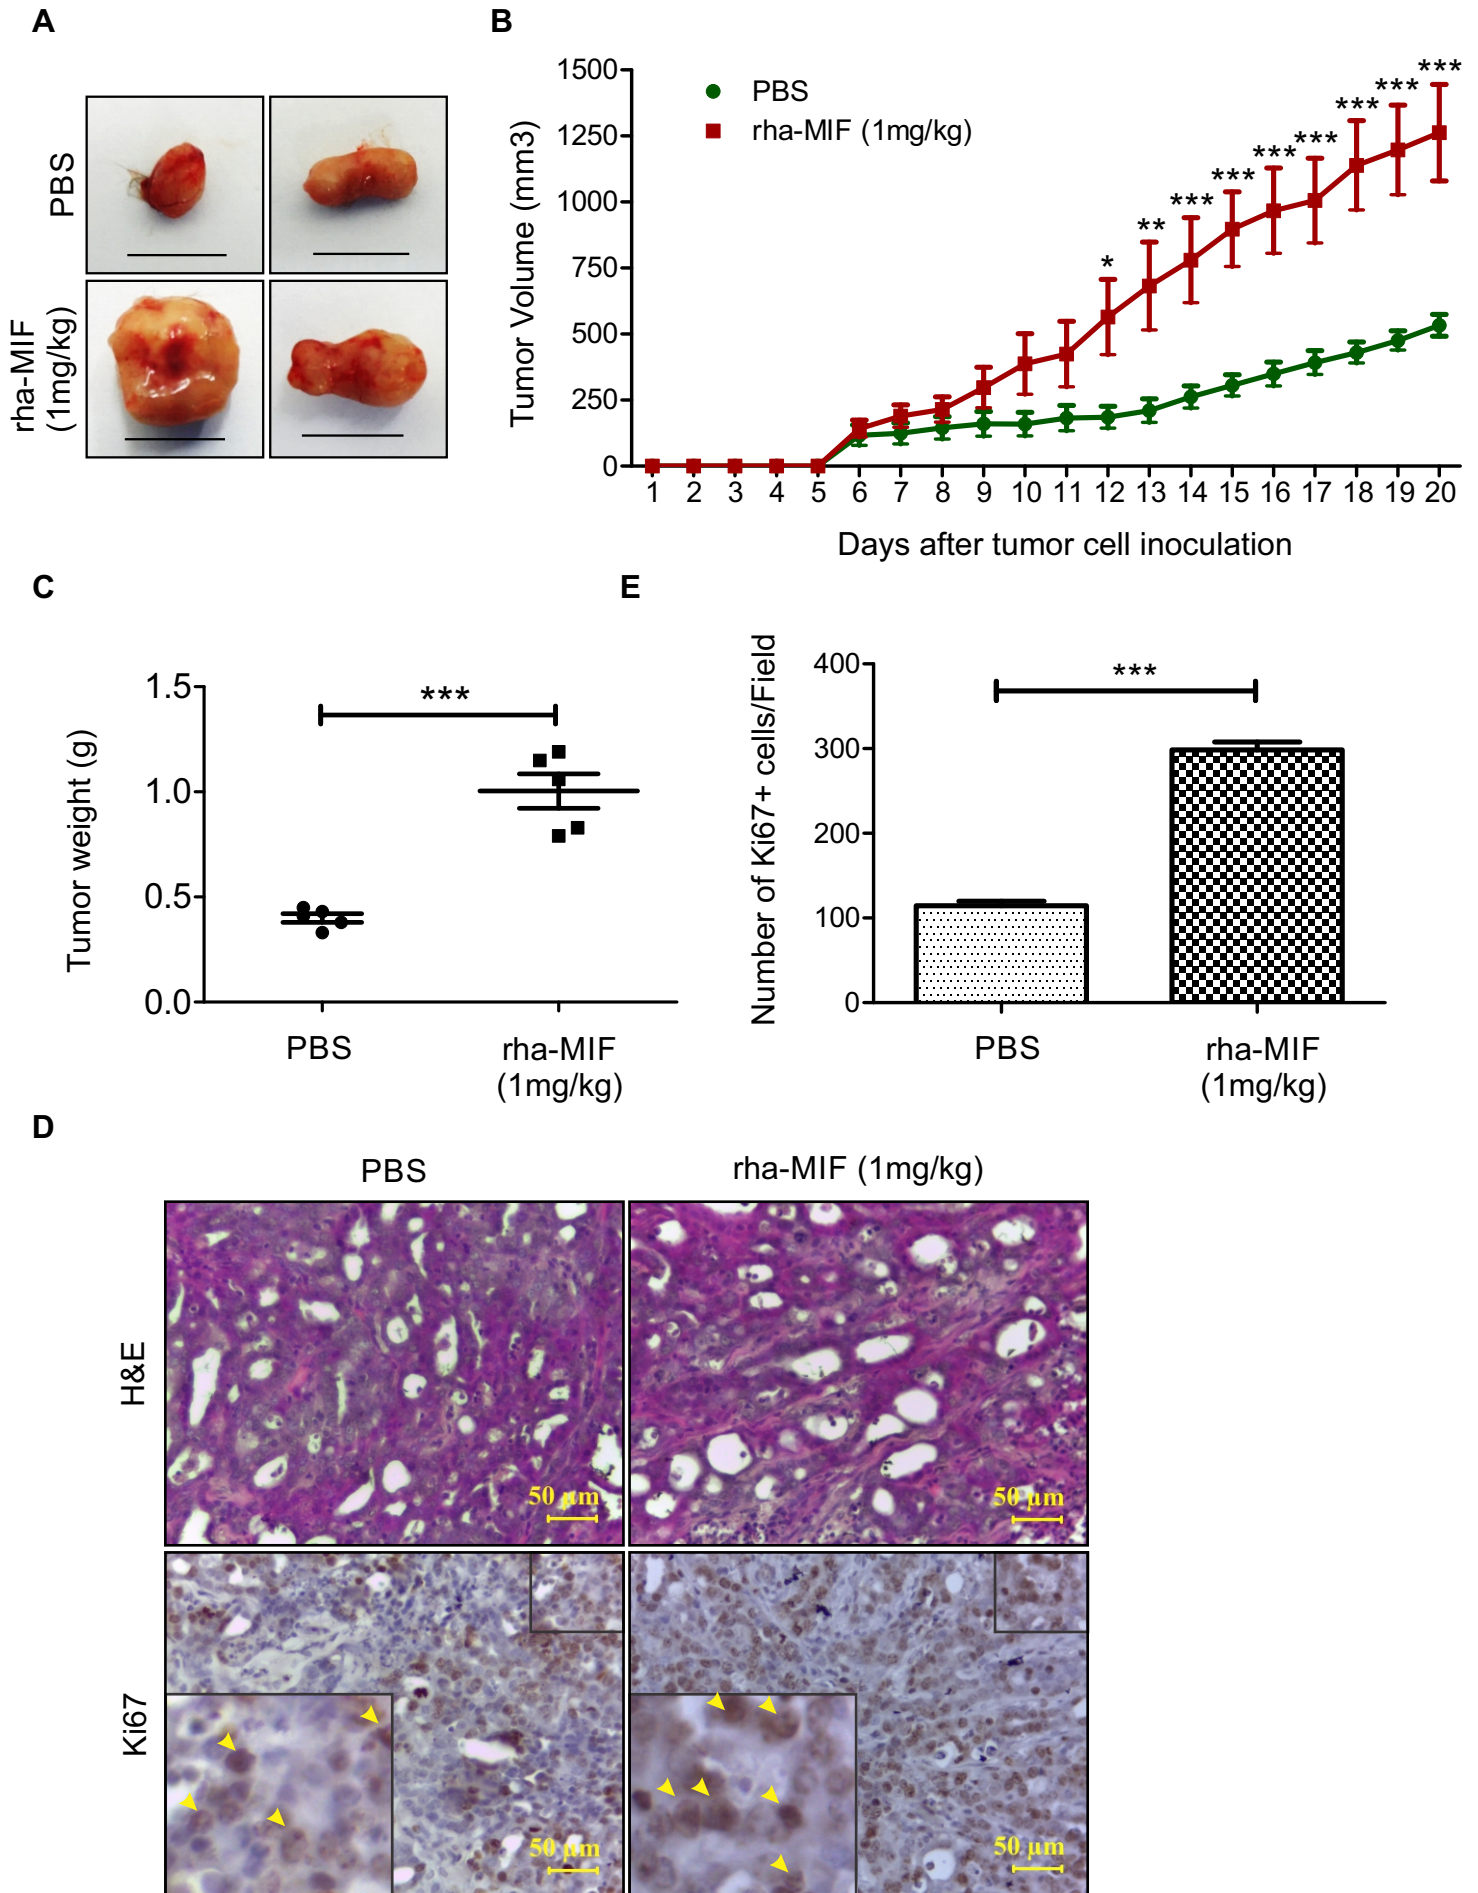 A
PBS
rha-MIF
(1mg/kg)
B
Tumor Volume (mm3)
1500
1250
1000
750
500
250
0
PBS
rha-MIF (1mg/kg)
* ** *** *** *** *** *** *** ***
1 2 3 4 5 6 7 8 9 10 11 12 13 14 15 16 17 18 19 20
Days after tumor cell inoculation
C
Tumor weight (g)
1.5
1.0
0.5
0.0
***
PBS
rha-MIF
(1mg/kg)
E
Number of Ki67+ cells/Field
400
300
200
100
0
***
PBS
rha-MIF
(1mg/kg)
D
PBS
rha-MIF (1mg/kg)
H&E
50 µm
50 µm
Ki67
50 µm
50 µm